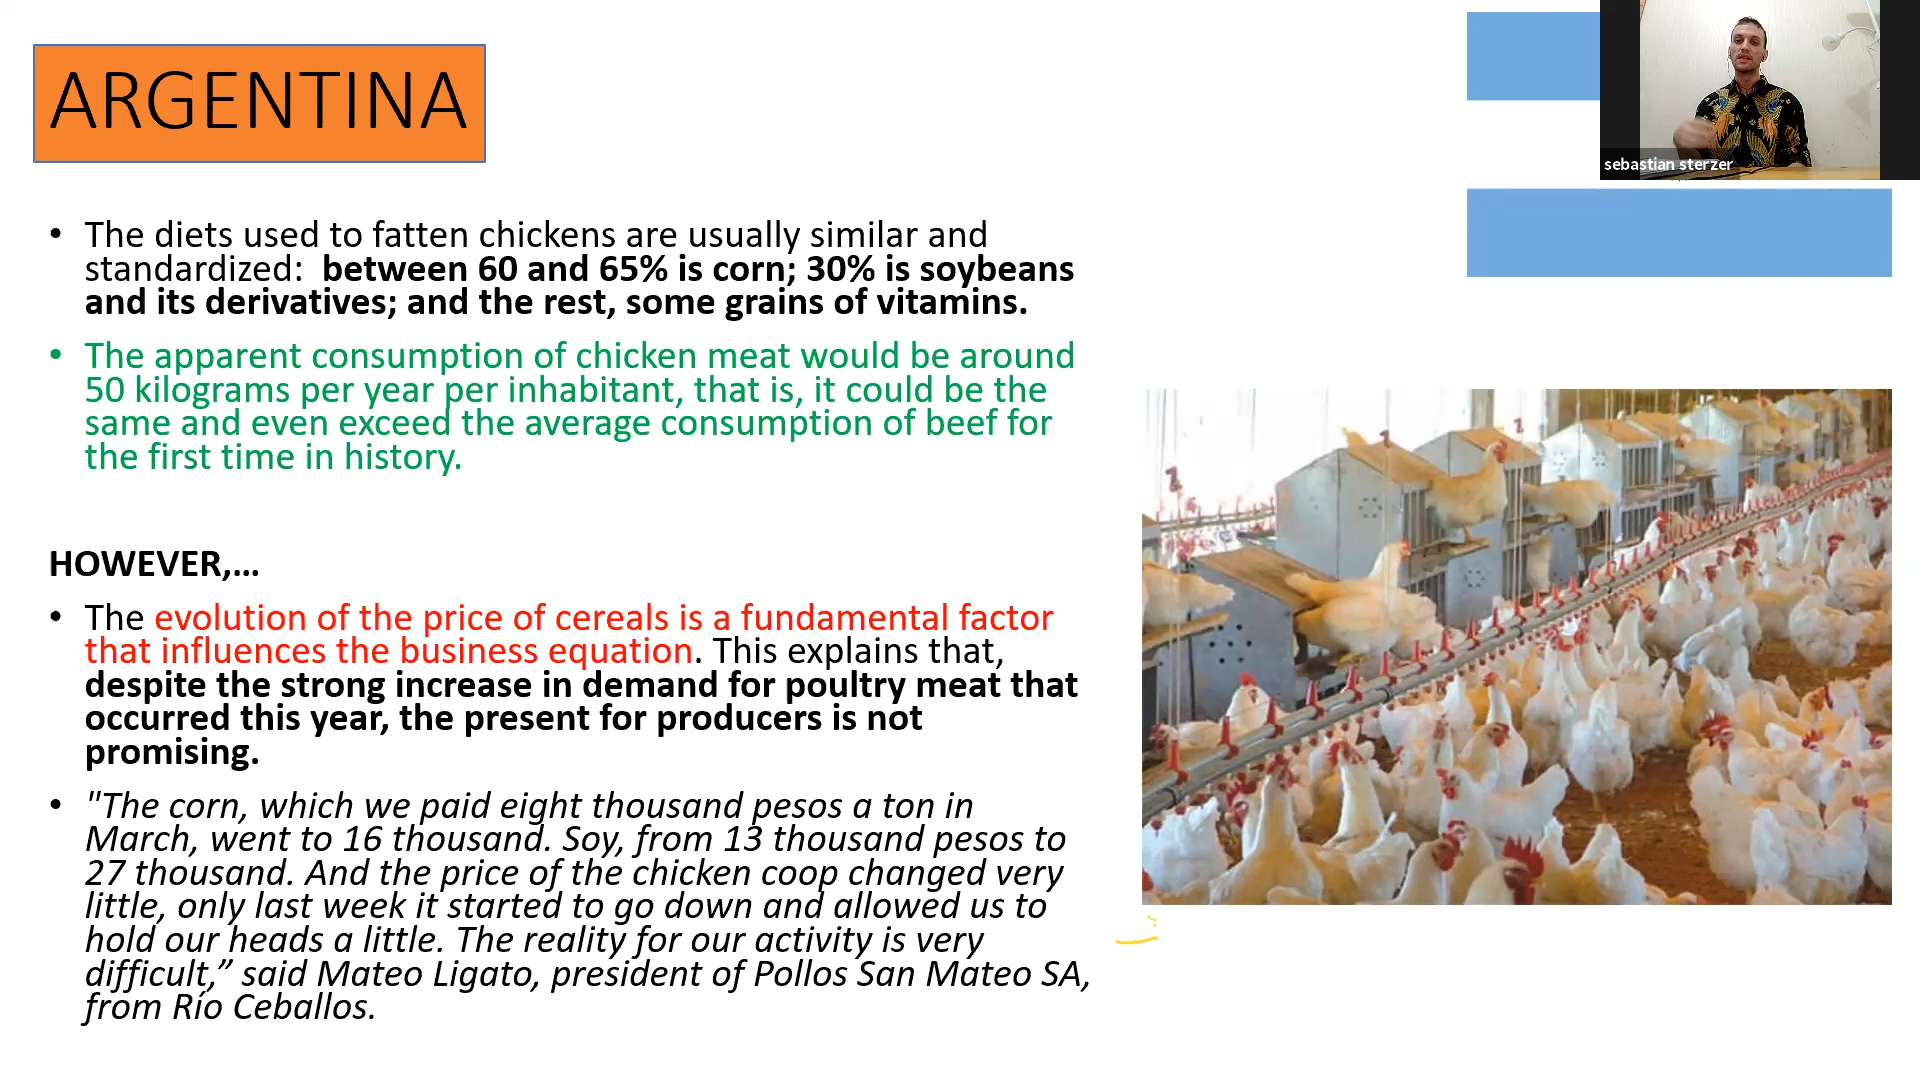 ARGENTINA
sebastian sterzer
• The diets used to fatten chickens are usually similar and
standardized:  between 60 and 65% is corn; 30% is soybeans
and its derivatives; and the rest, some grains of vitamins.
• The apparent consumption of chicken meat would be around
50 kilograms per year per inhabitant, that is, it could be the
same and even exceed the average consumption of beef for
the first time in history.
HOWEVER,...
• The evolution of the price of cereals is a fundamental factor
that influences the business equation. This explains that,
despite the strong increase in demand for poultry meat that
occurred this year, the present for producers is not
promising.
• "The corn, which we paid eight thousand pesos a ton in
March, went to 16 thousand. Soy, from 13 thousand pesos to
27 thousand. And the price of the chicken coop changed very
little, only last week it started to go down and allowed us to
hold our heads a little. The reality for our activity is very
difficult,” said Mateo Ligato, president of Pollos San Mateo SA,
from Río Ceballos.